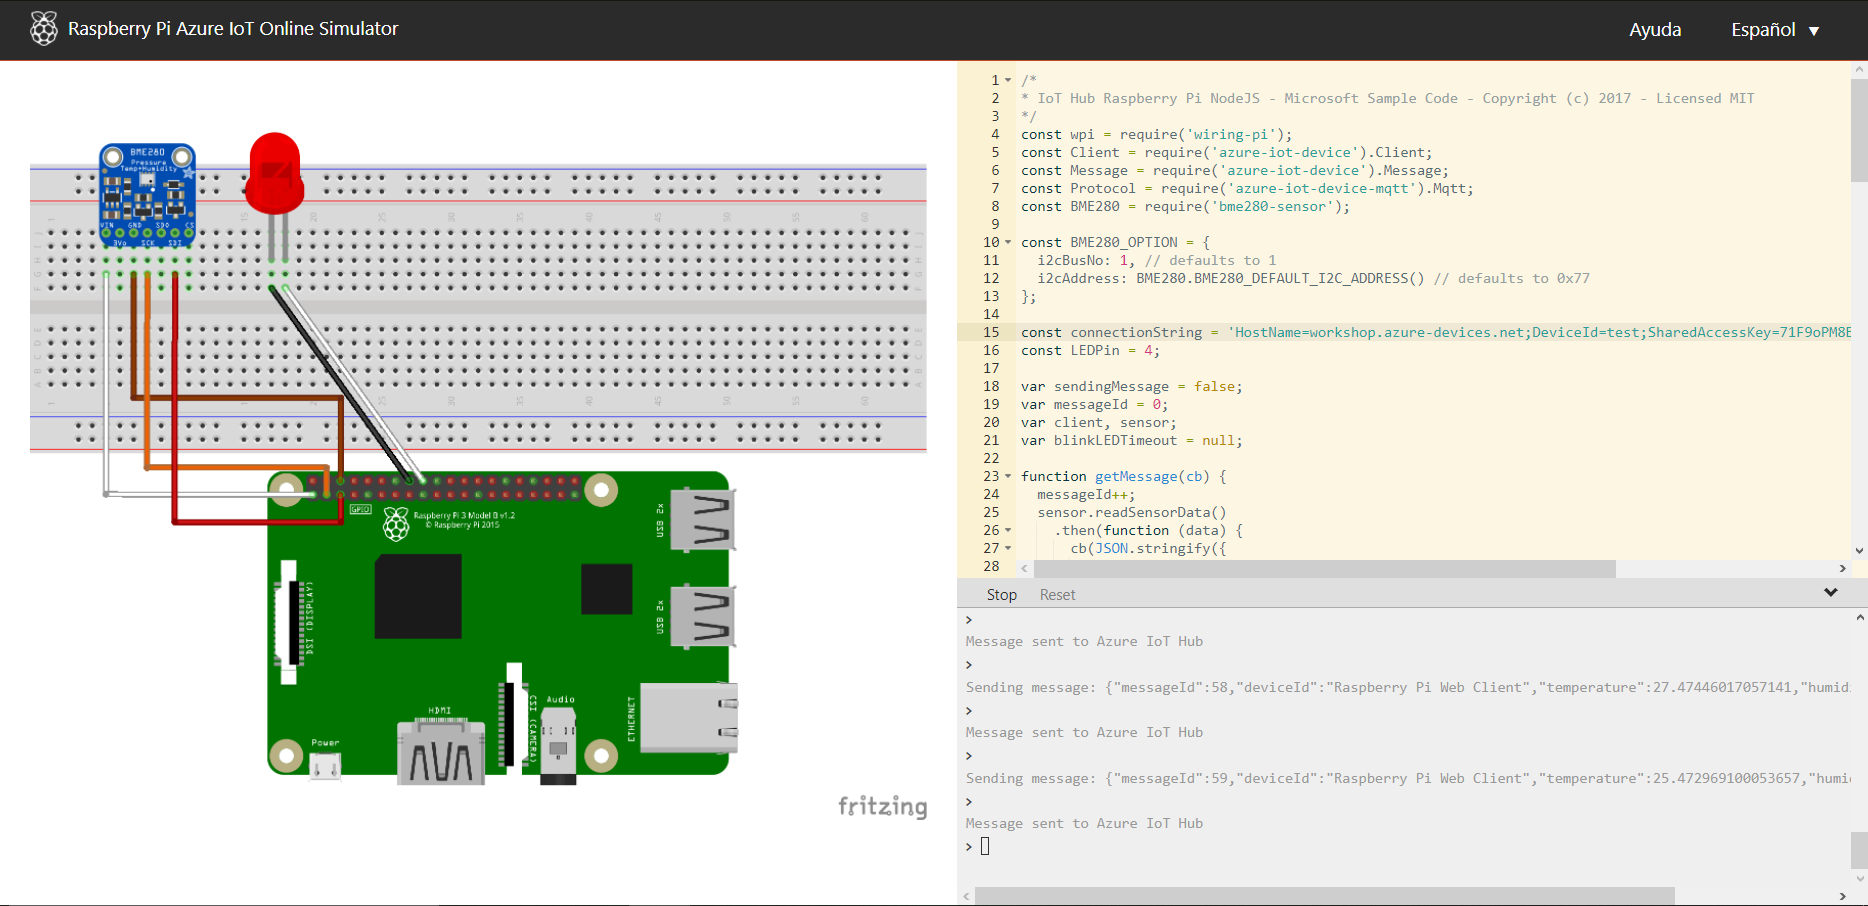 Raspberry Pi Azure IoT Online Simulator
Ayuda
Español ▼
BME280
Pressure
Temp+Humidity
VIN GND SDO CS
3Vo SCK SDI
GPIO
Raspberry Pi 3 Model B v1.2
© Raspberry Pi 2015
USB 2x
USB 2x
DSI (DISPLAY)
CSI (CAMERA)
Audio
HDMI
ETHERNET
Power
fritzing
1 /*
2 * IoT Hub Raspberry Pi NodeJS - Microsoft Sample Code - Copyright (c) 2017 - Licensed MIT
3 */
4 const wpi = require('wiring-pi');
5 const Client = require('azure-iot-device').Client;
6 const Message = require('azure-iot-device').Message;
7 const Protocol = require('azure-iot-device-mqtt').Mqtt;
8 const BME280 = require('bme280-sensor');
9
10 const BME280_OPTION = {
11 i2cBusNo: 1, // defaults to 1
12 i2cAddress: BME280.BME280_DEFAULT_I2C_ADDRESS() // defaults to 0x77
13 };
14
15 const connectionString = 'HostName=workshop.azure-devices.net;DeviceId=test;SharedAccessKey=71F9oPM8
16 const LEDPin = 4;
17
18 var sendingMessage = false;
19 var messageId = 0;
20 var client, sensor;
21 var blinkLEDTimeout = null;
22
23 function getMessage(cb) {
24 messageId++;
25 sensor.readSensorData()
26 .then(function (data) {
27 cb(JSON.stringify({
28
Stop Reset
>
Message sent to Azure IoT Hub
>
Sending message: {"messageId":58,"deviceId":"Raspberry Pi Web Client","temperature":27.47446017057141,"humid
>
Message sent to Azure IoT Hub
>
Sending message: {"messageId":59,"deviceId":"Raspberry Pi Web Client","temperature":25.472969100053657,"humi
>
Message sent to Azure IoT Hub
>